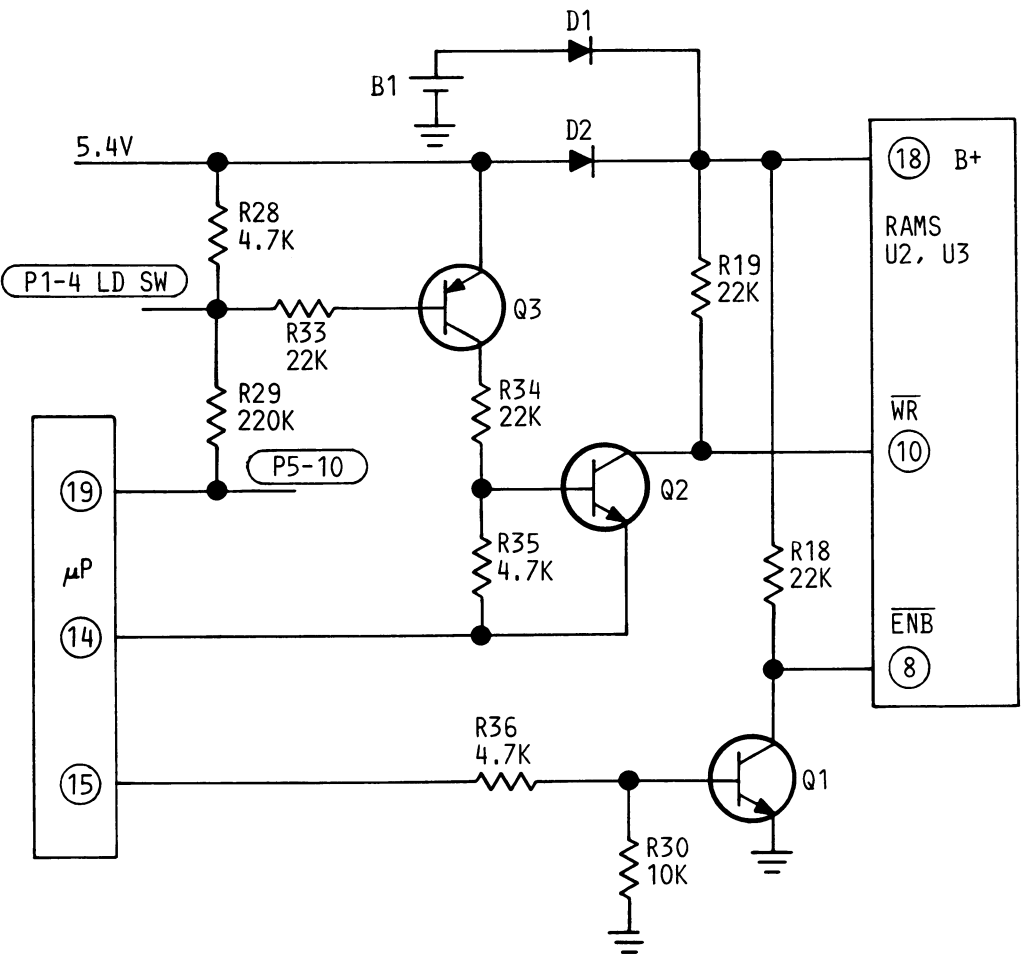 D1
B1
D2
5.4V
18 B+
R28
4.7K
RAMS
U2, U3
P1-4 LD SW
R19
22K
Q3
R33
22K
R29
220K
R34
22K
WR
10
P5-10
19
Q2
R35
4.7K
R18
22K
μP
14
ENB
8
R36
4.7K
15
Q1
R30
10K